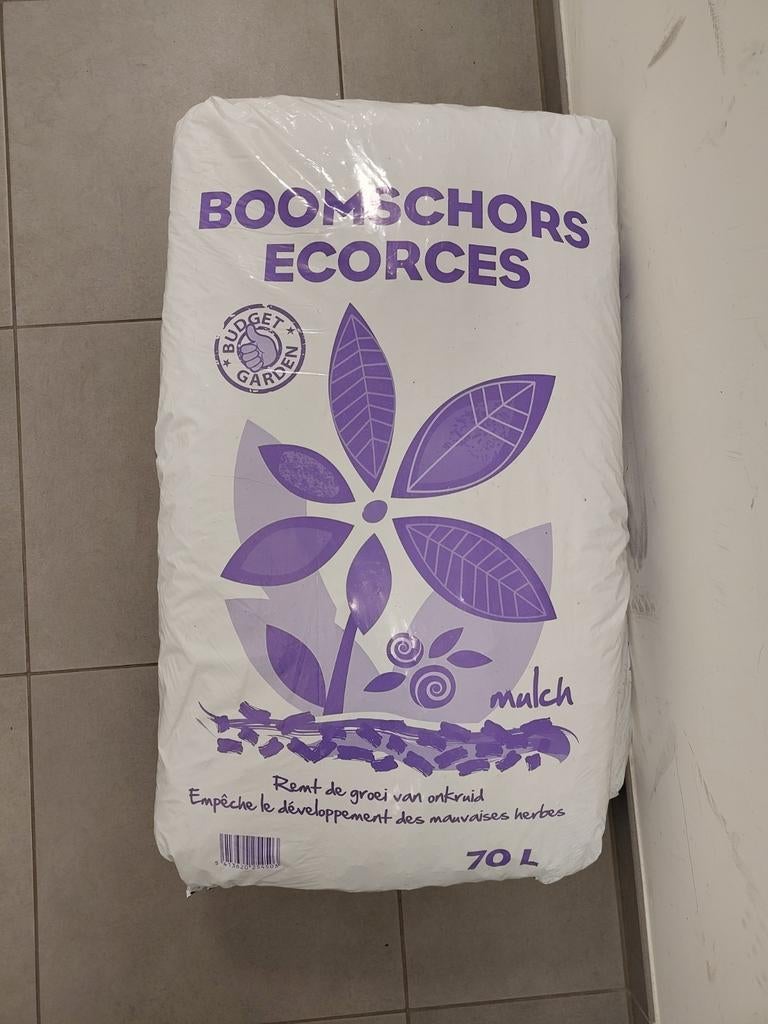 BOOMSCHORS
ECORCES
BUDGET
GARDEN
mulch
Remt de groei van onkruid
Empêche le développement des mauvaises herbes
70 L